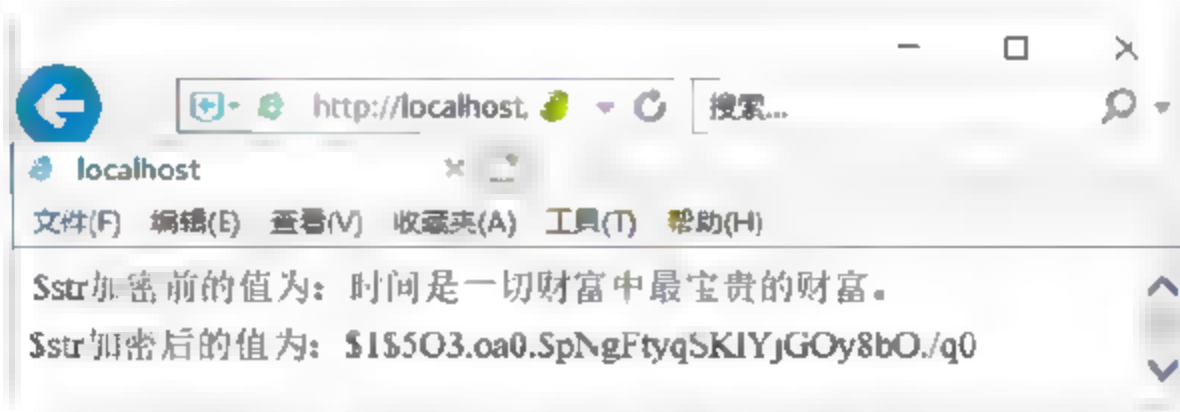 http://localhost, 搜索...
localhost
文件(F) 编辑(E) 查看(V) 收藏夹(A) 工具(T) 帮助(H)
$str加密前的值为：时间是一切财富中最宝贵的财富。
$str加密后的值为：$1$5O3.oa0.$pNgFtyqSKlYjGOy8bO./q0